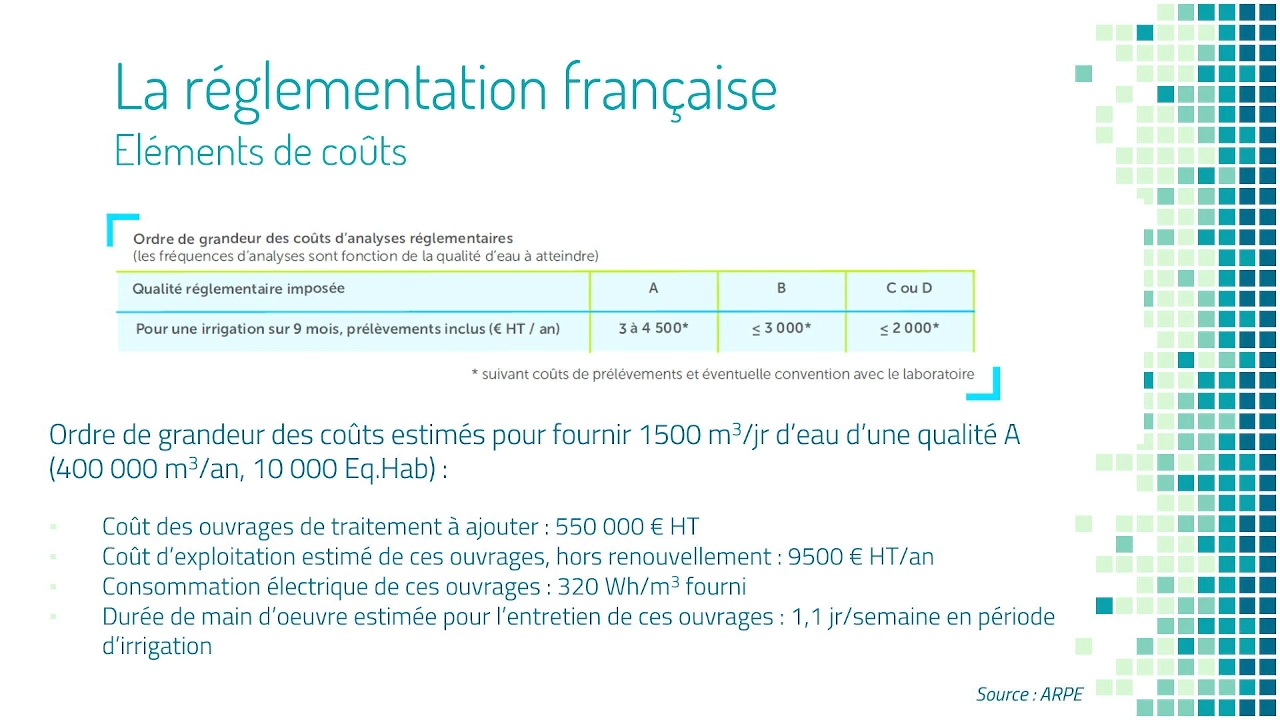 La réglementation française
Eléments de coûts
Ordre de grandeur des coûts d'analyses réglementaires
(les fréquences d'analyses sont fonction de la qualité d'eau à atteindre)
Qualité réglementaire imposée A B C ou D
Pour une irrigation sur 9 mois, prélèvements inclus (€ HT / an) 3 à 4 500* ≤ 3 000* ≤ 2 000*
* suivant coûts de prélévements et éventuelle convention avec le laboratoire
Ordre de grandeur des coûts estimés pour fournir 1500 m³/jr d'eau d'une qualité A
(400 000 m³/an, 10 000 Eq.Hab) :
Coût des ouvrages de traitement à ajouter : 550 000 € HT
Coût d'exploitation estimé de ces ouvrages, hors renouvellement : 9500 € HT/an
Consommation électrique de ces ouvrages : 320 Wh/m³ fourni
Durée de main d'oeuvre estimée pour l'entretien de ces ouvrages : 1,1 jr/semaine en période
d'irrigation
Source : ARPE